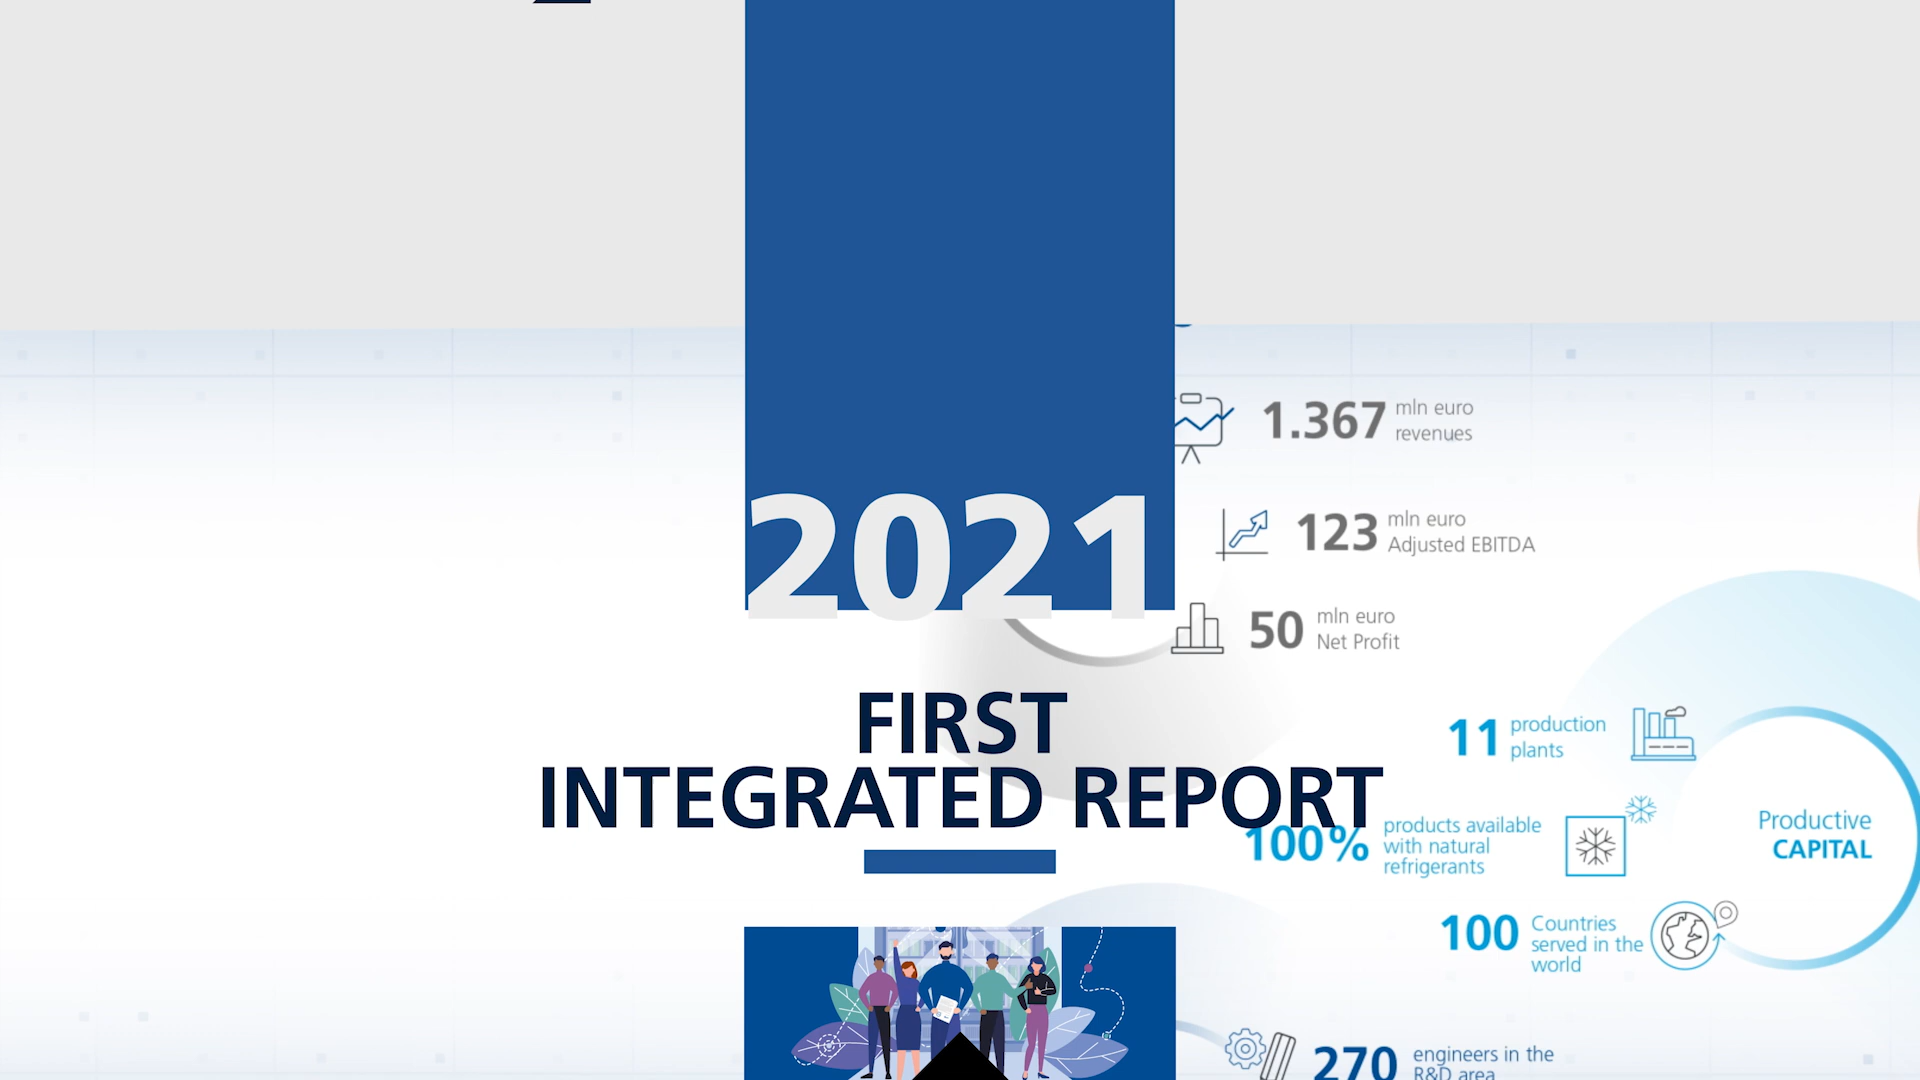 1.367
mln euro
revenues
123
mln euro
Adjusted EBITDA
2021
50
mln euro
Net Profit
FIRST
INTEGRATED REPORT
11
production
plants
100%
products available
with natural
refrigerants
Productive
CAPITAL
100
Countries
served in the
world
270
engineers in the
R&D area